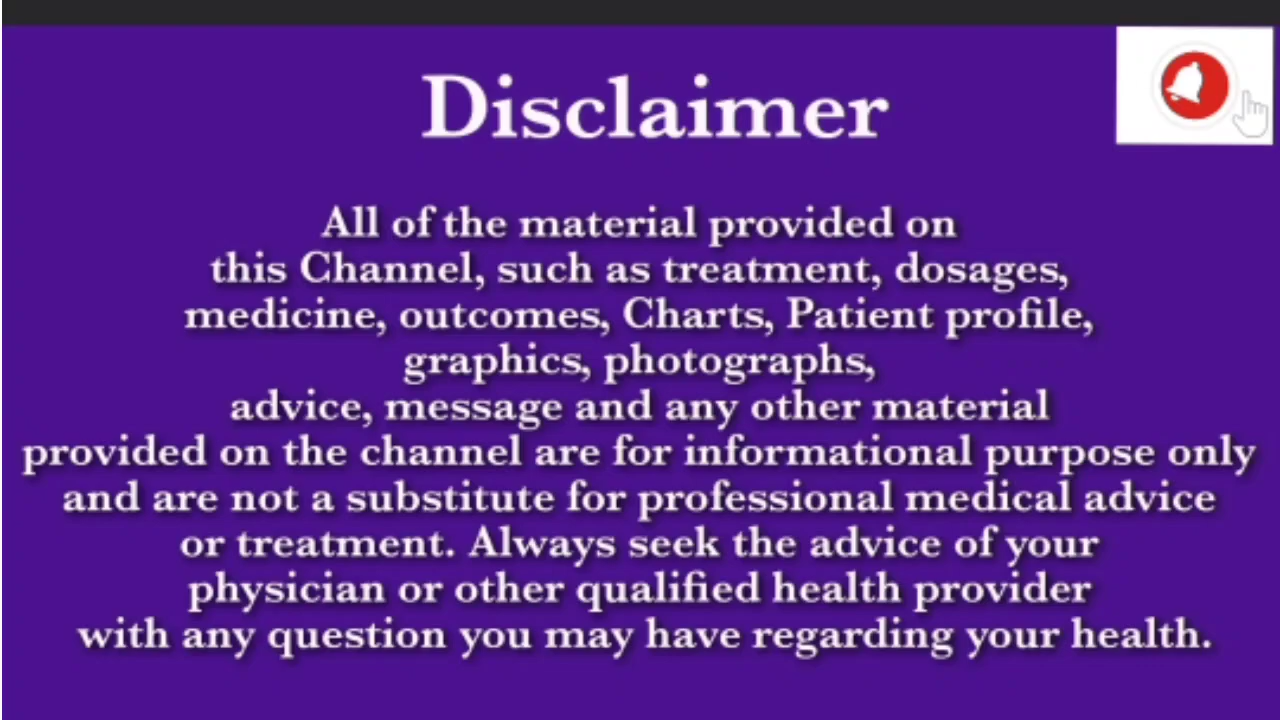 Disclaimer
All of the material provided on
this Channel, such as treatment, dosages,
medicine, outcomes, Charts, Patient profile,
graphics, photographs,
advice, message and any other material
provided on the channel are for informational purpose only
and are not a substitute for professional medical advice
or treatment. Always seek the advice of your
physician or other qualified health provider
with any question you may have regarding your health.